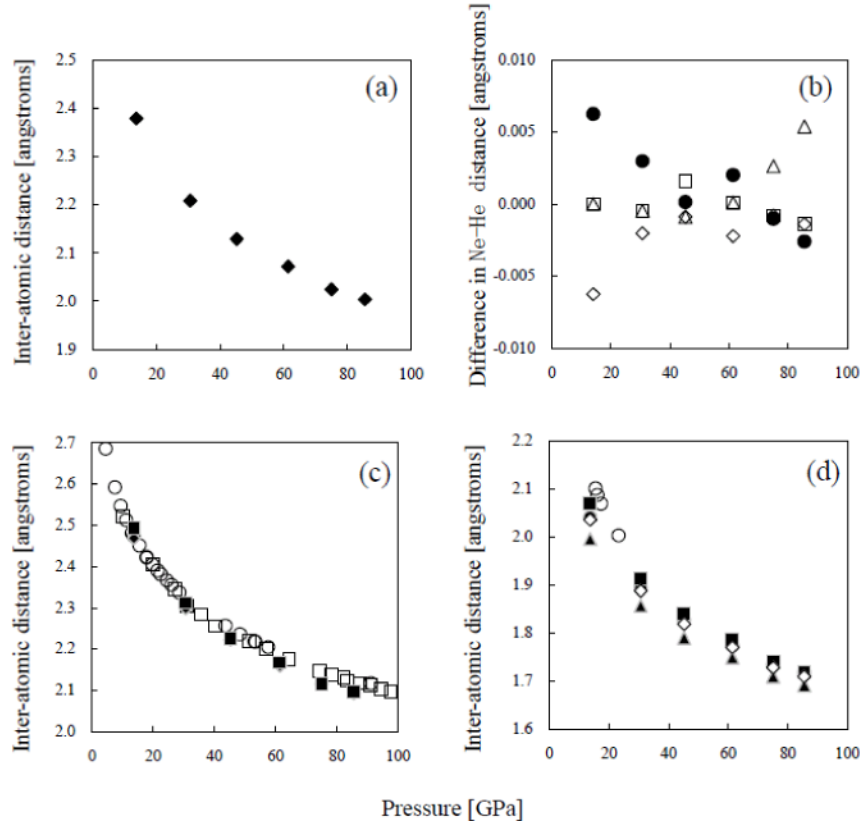 Inter-atomic distance [angstroms]
2.5
2.4
2.3
2.2
2.1
2.0
1.9
(a)
0 20 40 60 80 100
Difference in Ne-He distance [angstroms]
0.010
0.005
0.000
-0.005
-0.010
(b)
0 20 40 60 80 100
Inter-atomic distance [angstroms]
2.7
2.6
2.5
2.4
2.3
2.2
2.1
2.0
(c)
0 20 40 60 80 100
Inter-atomic distance [angstroms]
2.2
2.1
2.0
1.9
1.8
1.7
1.6
(d)
0 20 40 60 80 100
Pressure [GPa]